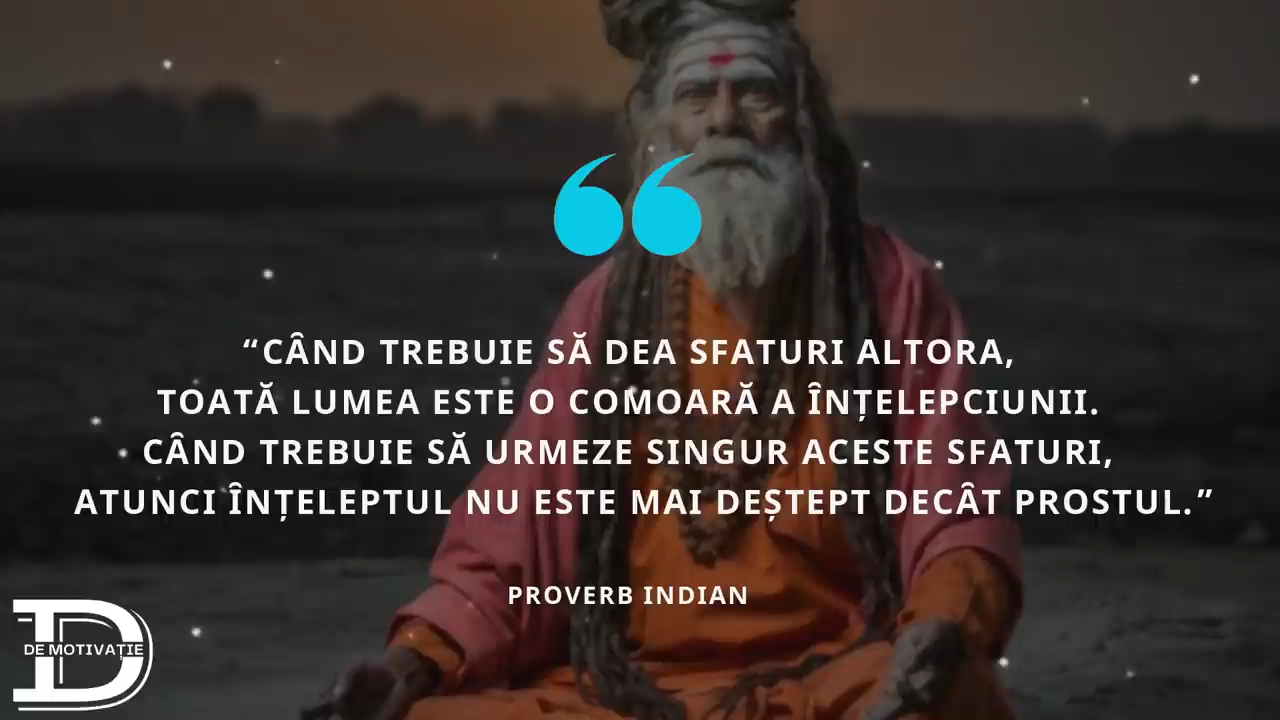 “CÂND TREBUIE SĂ DEA SFATURI ALTORA,
TOATĂ LUMEA ESTE O COMOARĂ A ÎNȚELEPCIUNII.
CÂND TREBUIE SĂ URMEZE SINGUR ACESTE SFATURI,
ATUNCI ÎNȚELEPTUL NU ESTE MAI DEȘTEPT DECÂT PROSTUL.”
PROVERB INDIAN
D
DE MOTIVAȚIE